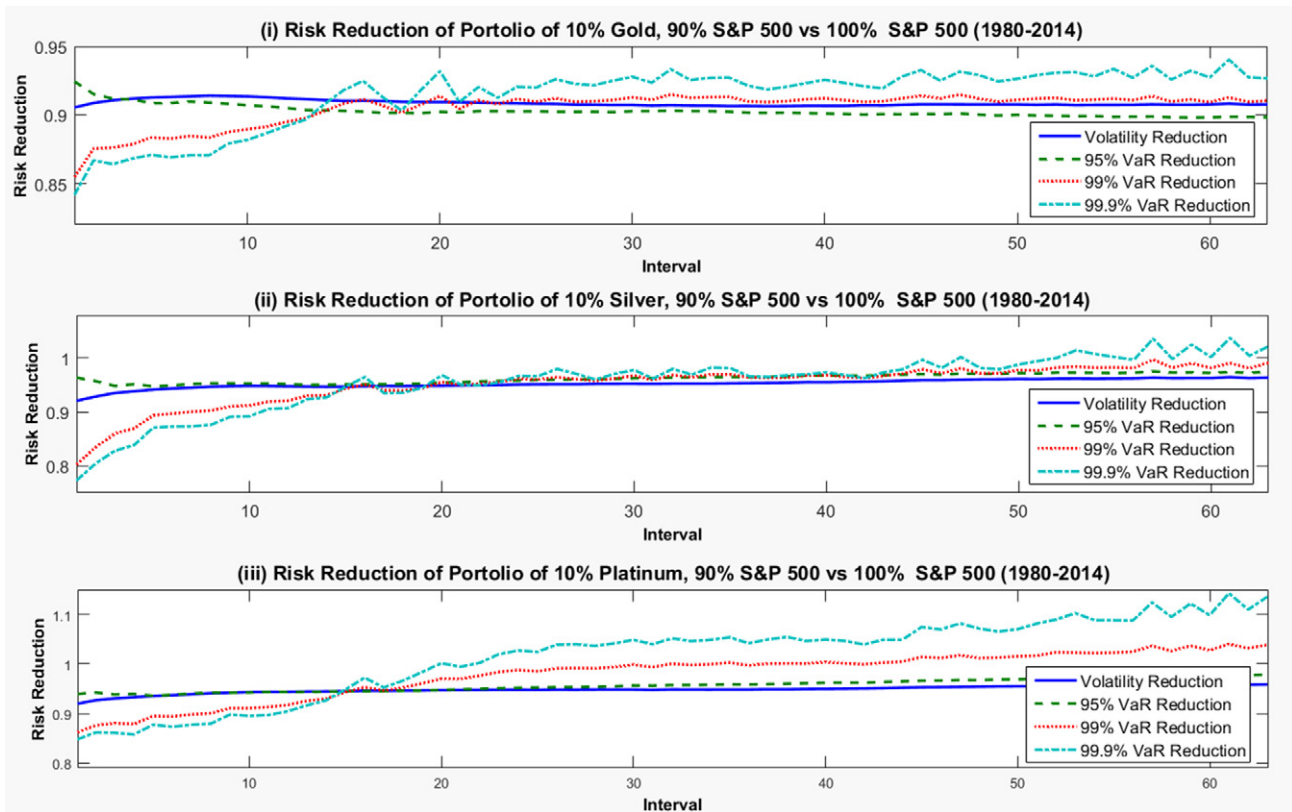 (i) Risk Reduction of Portolio of 10% Gold, 90% S&P 500 vs 100% S&P 500 (1980-2014)
Risk Reduction
0.95
0.9
0.85
Volatility Reduction
95% VaR Reduction
99% VaR Reduction
99.9% VaR Reduction
10 20 30 40 50 60
Interval
(ii) Risk Reduction of Portolio of 10% Silver, 90% S&P 500 vs 100% S&P 500 (1980-2014)
Risk Reduction
1
0.9
0.8
Volatility Reduction
95% VaR Reduction
99% VaR Reduction
99.9% VaR Reduction
10 20 30 40 50 60
Interval
(iii) Risk Reduction of Portolio of 10% Platinum, 90% S&P 500 vs 100% S&P 500 (1980-2014)
Risk Reduction
1.1
1
0.9
0.8
Volatility Reduction
95% VaR Reduction
99% VaR Reduction
99.9% VaR Reduction
10 20 30 40 50 60
Interval